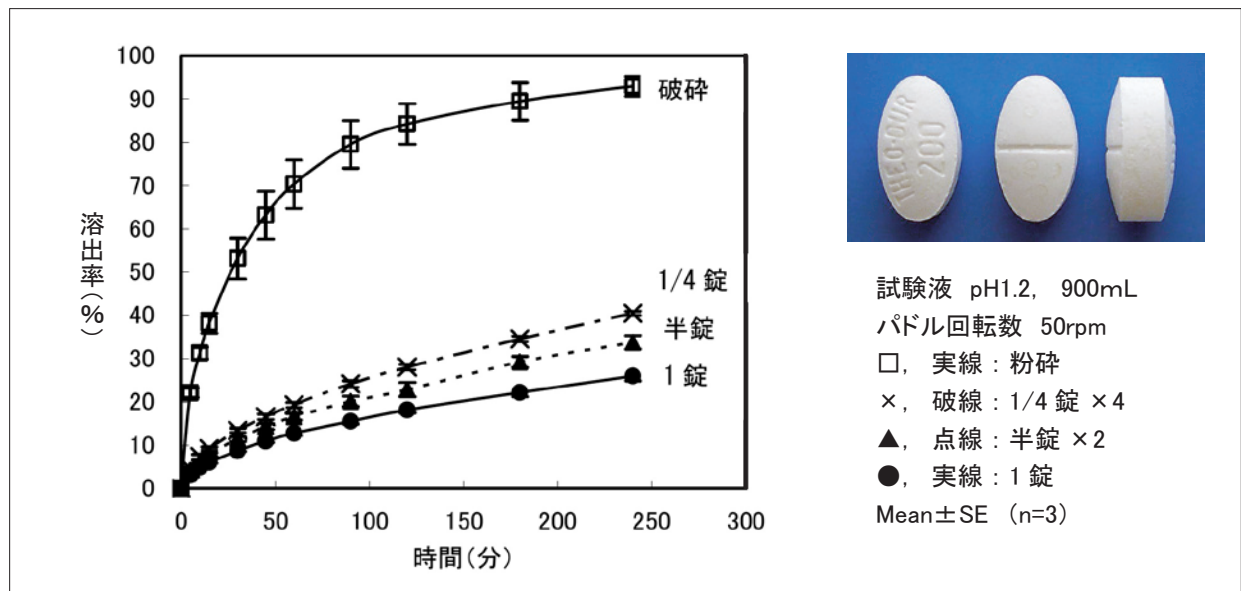 100
90
80
70
60
50
40
30
20
10
0
溶出率(%)
0 50 100 150 200 250 300
時間(分)
破砕
1/4 錠
半錠
1 錠
THEO-DUR
200
試験液 pH1.2, 900mL
パドル回転数 50rpm
□, 実線:粉砕
×, 破線:1/4 錠 ×4
▲, 点線:半錠 ×2
●, 実線:1 錠
Mean±SE (n=3)